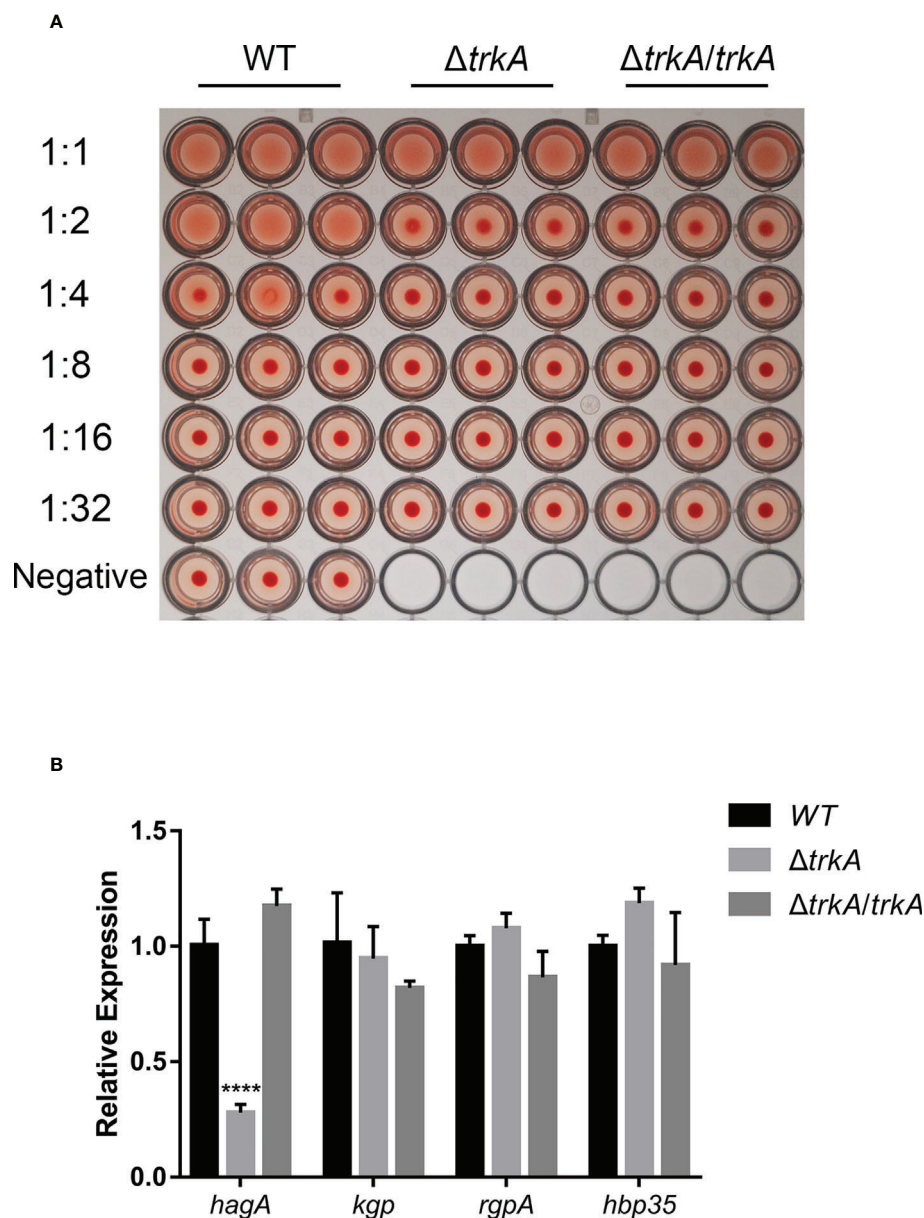 A
WT ΔtrkA ΔtrkA/trkA
1:1
1:2
1:4
1:8
1:16
1:32
Negative
B
WT
ΔtrkA
ΔtrkA/trkA
Relative Expression
1.5
1.0
0.5
0.0
****
hagA kgp rgpA hbp35